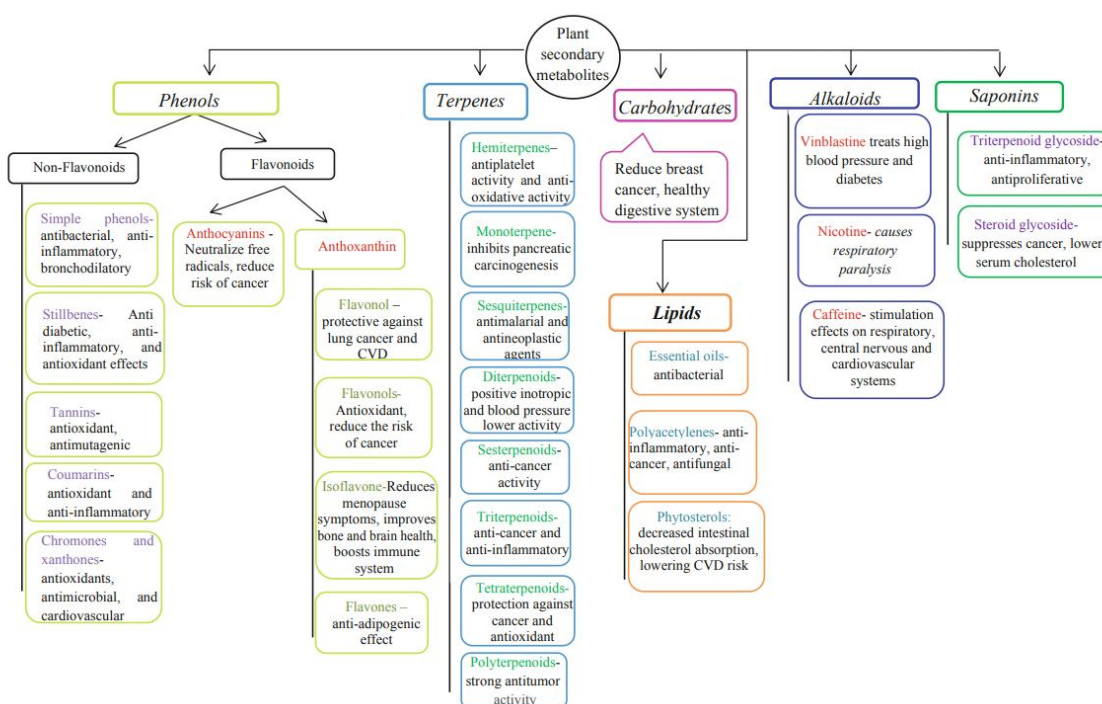 Plant
secondary
metabolites
Phenols
Terpenes
Carbohydrates
Alkaloids
Saponins
Non-Flavonoids
Flavonoids
Simple phenols-
antibacterial, anti-
inflammatory,
bronchodilatory
Stillbenes- Anti
diabetic, anti-
inflammatory, and
antioxidant effects
Tannins-
antioxidant,
antimutagenic
Coumarins-
antioxidant and
anti-inflammatory
Chromones and
xanthones-
antioxidants,
antimicrobial, and
cardiovascular
Anthocyanins -
Neutralize free
radicals, reduce
risk of cancer
Anthoxanthin
Flavonol –
protective against
lung cancer and
CVD
Flavonols-
Antioxidant,
reduce the risk
of cancer
Isoflavone-Reduces
menopause
symptoms, improves
bone and brain health,
boosts immune
system
Flavones –
anti-adipogenic
effect
Hemiterpenes–
antiplatelet
activity and anti-
oxidative activity
Monoterpene-
inhibits pancreatic
carcinogenesis
Sesquiterpenes-
antimalarial and
antineoplastic
agents
Diterpenoids-
positive inotropic
and blood pressure
lower activity
Sesterpenoids-
anti-cancer
activity
Triterpenoids-
anti-cancer and
anti-inflammatory
Tetraterpenoids-
protection against
cancer and
antioxidant
Polyterpenoids-
strong antitumor
activity
Reduce breast
cancer, healthy
digestive system
Lipids
Essential oils-
antibacterial
Polyacetylenes- anti-
inflammatory, anti-
cancer, antifungal
Phytosterols:
decreased intestinal
cholesterol absorption,
lowering CVD risk
Vinblastine treats high
blood pressure and
diabetes
Nicotine- causes
respiratory
paralysis
Caffeine- stimulation
effects on respiratory,
central nervous and
cardiovascular
systems
Triterpenoid glycoside-
anti-inflammatory,
antiproliferative
Steroid glycoside-
suppresses cancer, lower
serum cholesterol